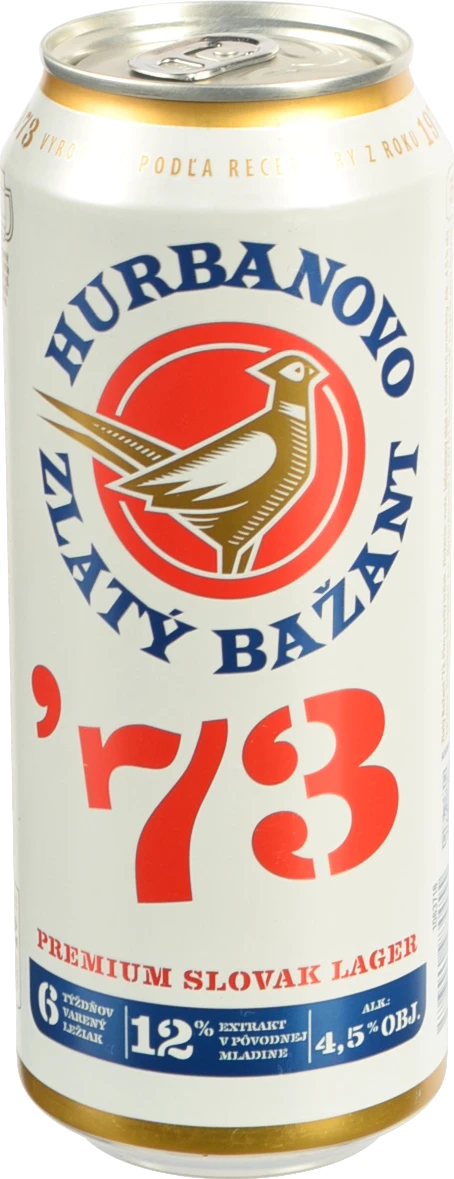 PODĽA Z ROKU
HURBANOVO
ZLATÝ BAŽANT
’73
PREMIUM SLOVAK LAGER
6 TÝŽDŇOV
VARENÝ
LEŽIAK
12% EXTRAKT
V PÔVODNEJ
MLADINE
ALK:
4,5% OBJ.